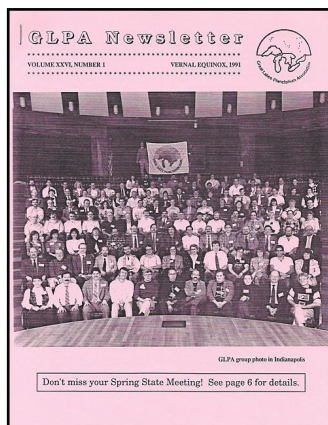 GLPA Newsletter
VOLUME XXVI, NUMBER 1 VERNAL EQUINOX, 1991
Great Lakes Planetarium Association
GLPA group photo in Indianapolis
Don't miss your Spring State Meeting! See page 6 for details.